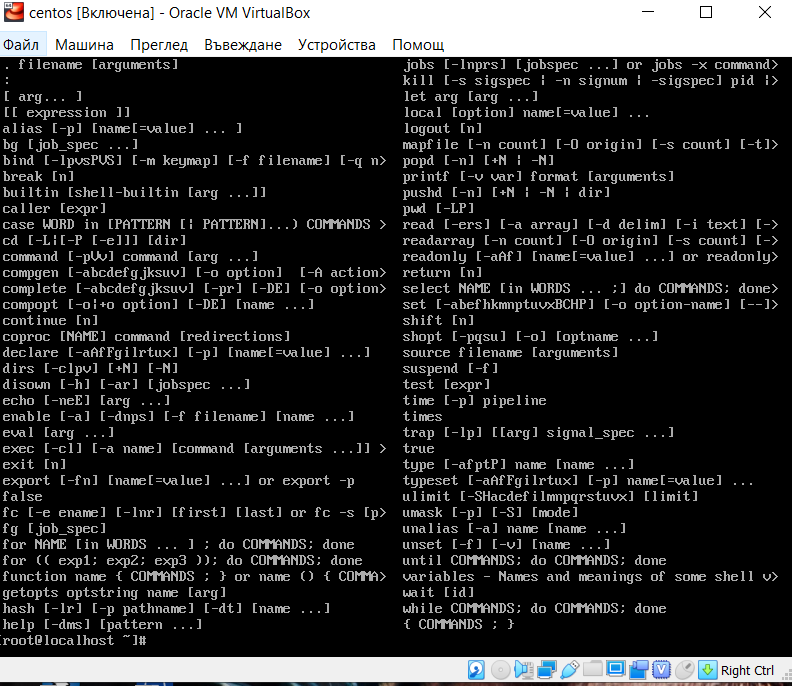 centos [Включена] - Oracle VM VirtualBox
Файл Машина Преглед Въвеждане Устройства Помощ
. filename [arguments] jobs [-lnprs] [jobspec ...] or jobs -x command>
: kill [-s sigspec | -n signum | -sigspec] pid |>
[ arg... ] let arg [arg ...]
[[ expression ]] local [option] name[=value] ...
alias [-p] [name[=value] ... ] logout [n]
bg [job_spec ...] mapfile [-n count] [-O origin] [-s count] [-t]>
bind [-lpvsPVS] [-m keymap] [-f filename] [-q n> popd [-n] [+N | -N]
break [n] printf [-v var] format [arguments]
builtin [shell-builtin [arg ...]] pushd [-n] [+N | -N | dir]
caller [expr] pwd [-LP]
case WORD in [PATTERN [| PATTERN]...) COMMANDS > read [-ers] [-a array] [-d delim] [-i text] [->
cd [-L|[-P [-e]]] [dir] readarray [-n count] [-O origin] [-s count] [->
command [-pVv] command [arg ...] readonly [-aAf] [name[=value] ...] or readonly>
compgen [-abcdefgjksuv] [-o option] [-A action> return [n]
complete [-abcdefgjksuv] [-pr] [-DE] [-o option> select NAME [in WORDS ... ;] do COMMANDS; done>
compopt [-o|+o option] [-DE] [name ...] set [-abefhkmnptuvxBCHP] [-o option-name] [--]>
continue [n] shift [n]
coproc [NAME] command [redirections] shopt [-pqsu] [-o] [optname ...]
declare [-aAfFgilrtux] [-p] [name[=value] ...] source filename [arguments]
dirs [-clpv] [+N] [-N] suspend [-f]
disown [-h] [-ar] [jobspec ...] test [expr]
echo [-neE] [arg ...] time [-p] pipeline
enable [-a] [-dnps] [-f filename] [name ...] times
eval [arg ...] trap [-lp] [[arg] signal_spec ...]
exec [-cl] [-a name] [command [arguments ...]] > true
exit [n] type [-afptP] name [name ...]
export [-fn] [name[=value] ...] or export -p typeset [-aAfFgilrtux] [-p] name[=value] ...
false ulimit [-SHacdefilmnpqrstuvx] [limit]
fc [-e ename] [-lnr] [first] [last] or fc -s [p> umask [-p] [-S] [mode]
fg [job_spec] unalias [-a] name [name ...]
for NAME [in WORDS ... ] ; do COMMANDS; done unset [-f] [-v] [name ...]
for (( exp1; exp2; exp3 )); do COMMANDS; done until COMMANDS; do COMMANDS; done
function name { COMMANDS ; } or name () { COMMA> variables - Names and meanings of some shell v>
getopts optstring name [arg] wait [id]
hash [-lr] [-p pathname] [-dt] [name ...] while COMMANDS; do COMMANDS; done
help [-dms] [pattern ...] { COMMANDS ; }
[root@localhost ~]#
Right Ctrl